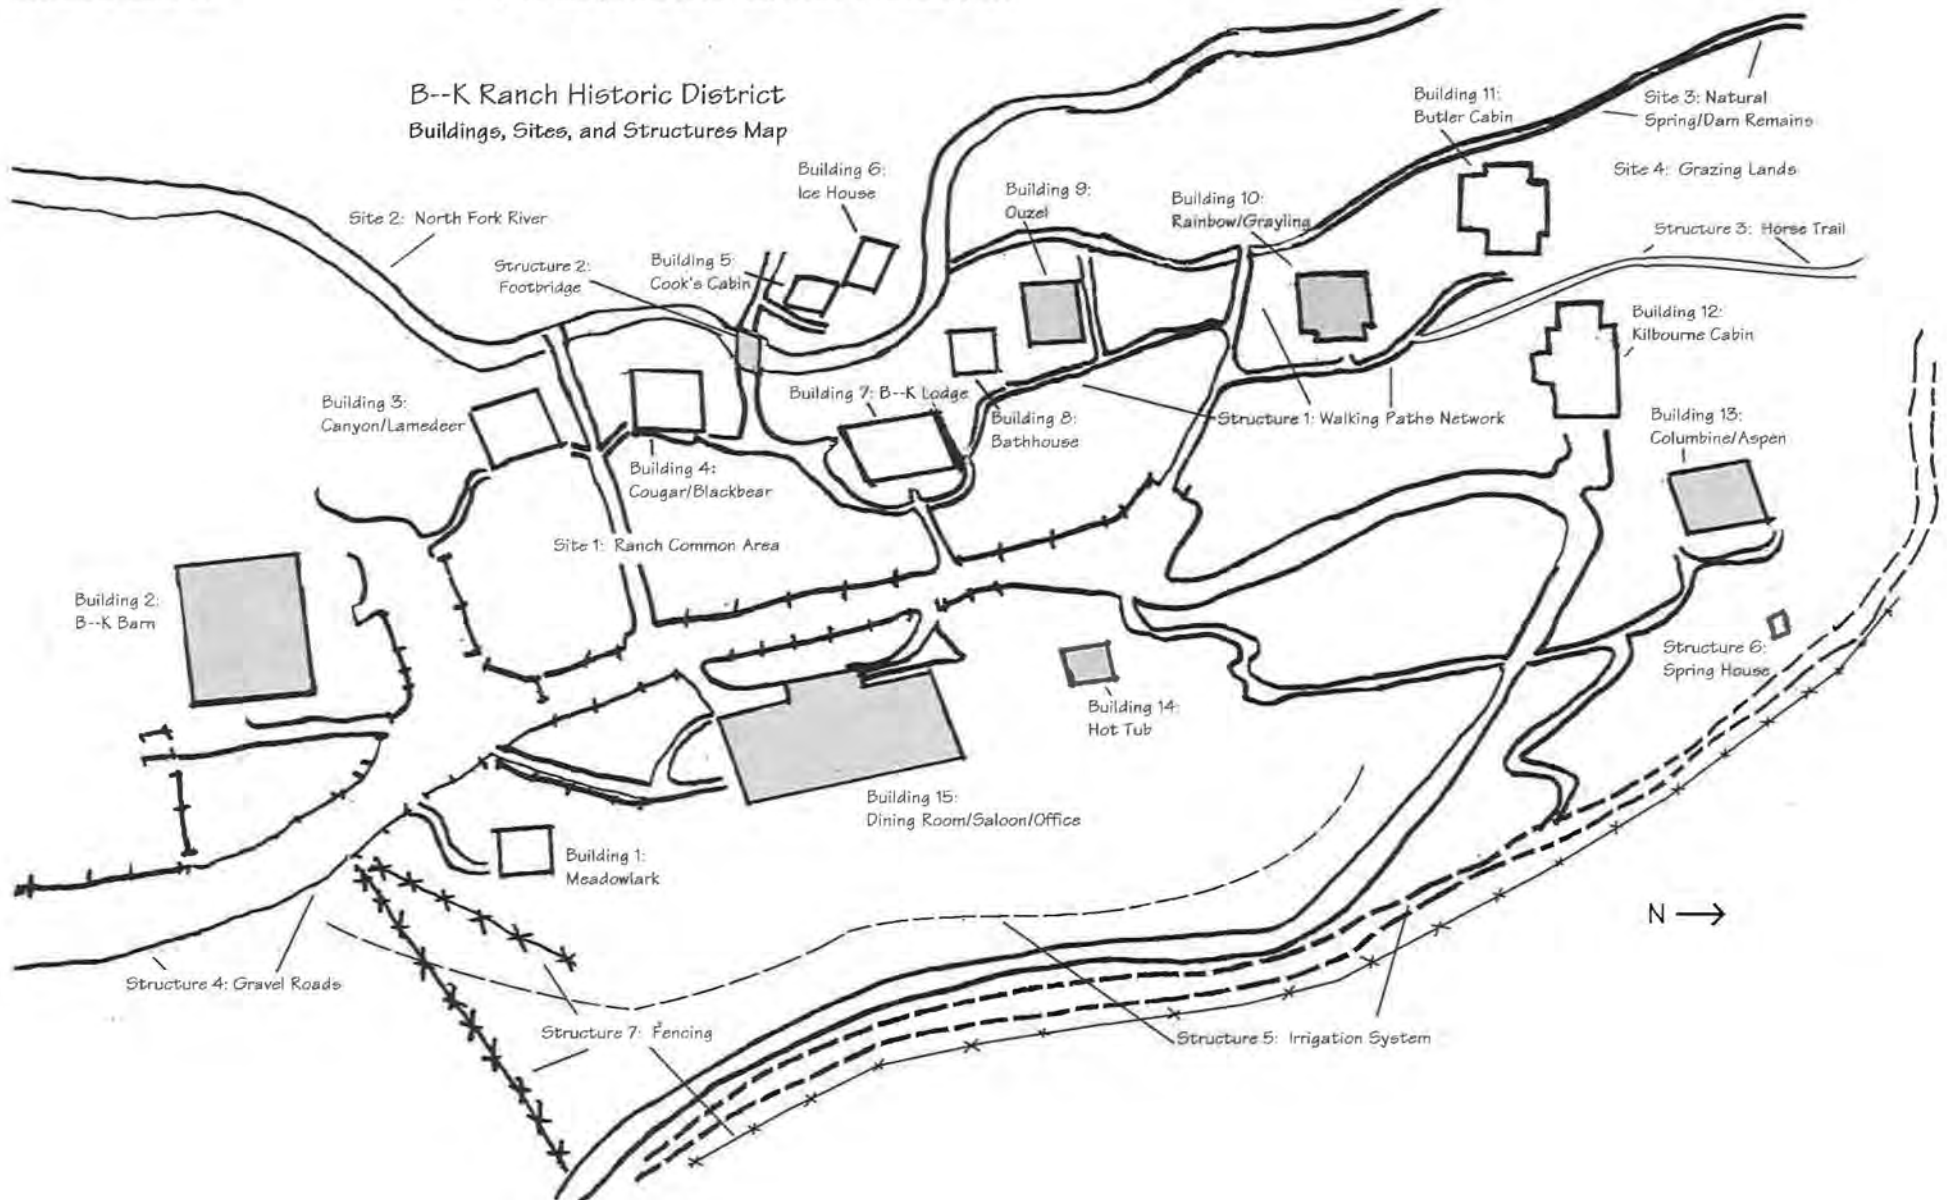 B--K Ranch Historic District
Buildings, Sites, and Structures Map
Building 11:
Butler Cabin
Site 3: Natural
Spring/Dam Remains
Building 6:
Ice House
Site 4: Grazing Lands
Building 9:
Ouzel
Building 10:
Rainbow/Grayling
Site 2: North Fork River
Structure 3: Horse Trail
Structure 2:
Footbridge
Building 5:
Cook's Cabin
Building 12:
Kilbourne Cabin
Building 3:
Canyon/Lamedeer
Building 7: B--K Lodge
Building 8:
Bathhouse
Structure 1: Walking Paths Network
Building 13:
Columbine/Aspen
Building 4:
Cougar/Blackbear
Site 1: Ranch Common Area
Building 2:
B--K Barn
Structure 6:
Spring House
Building 14:
Hot Tub
Building 15:
Dining Room/Saloon/Office
Building 1:
Meadowlark
N
Structure 4: Gravel Roads
Structure 7: Fencing
Structure 5: Irrigation System